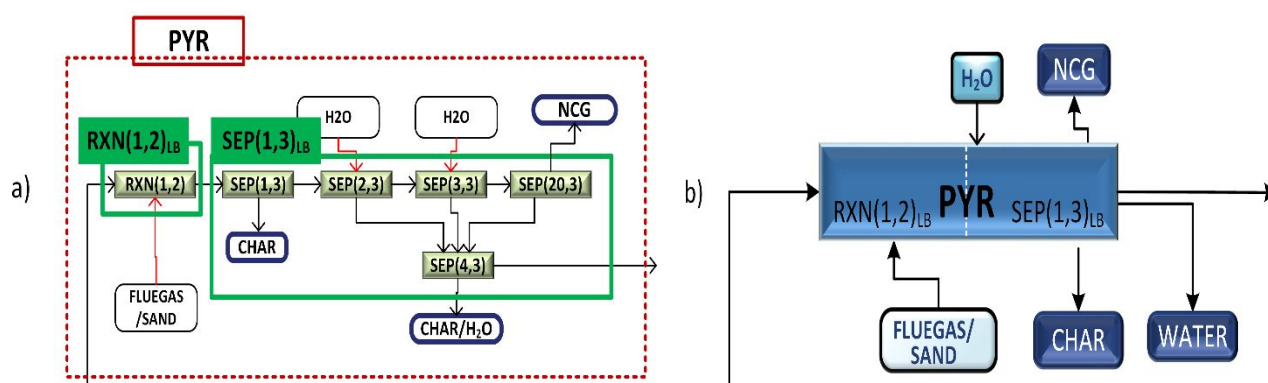 a)
PYR
RXN(1,2)LB
SEP(1,3)LB
H2O
H2O
NCG
RXN(1,2)
SEP(1,3)
SEP(2,3)
SEP(3,3)
SEP(20,3)
CHAR
SEP(4,3)
FLUEGAS
/SAND
CHAR/H₂O
b)
H₂O
NCG
PYR
RXN(1,2)LB
SEP(1,3)LB
FLUEGAS/
SAND
CHAR
WATER